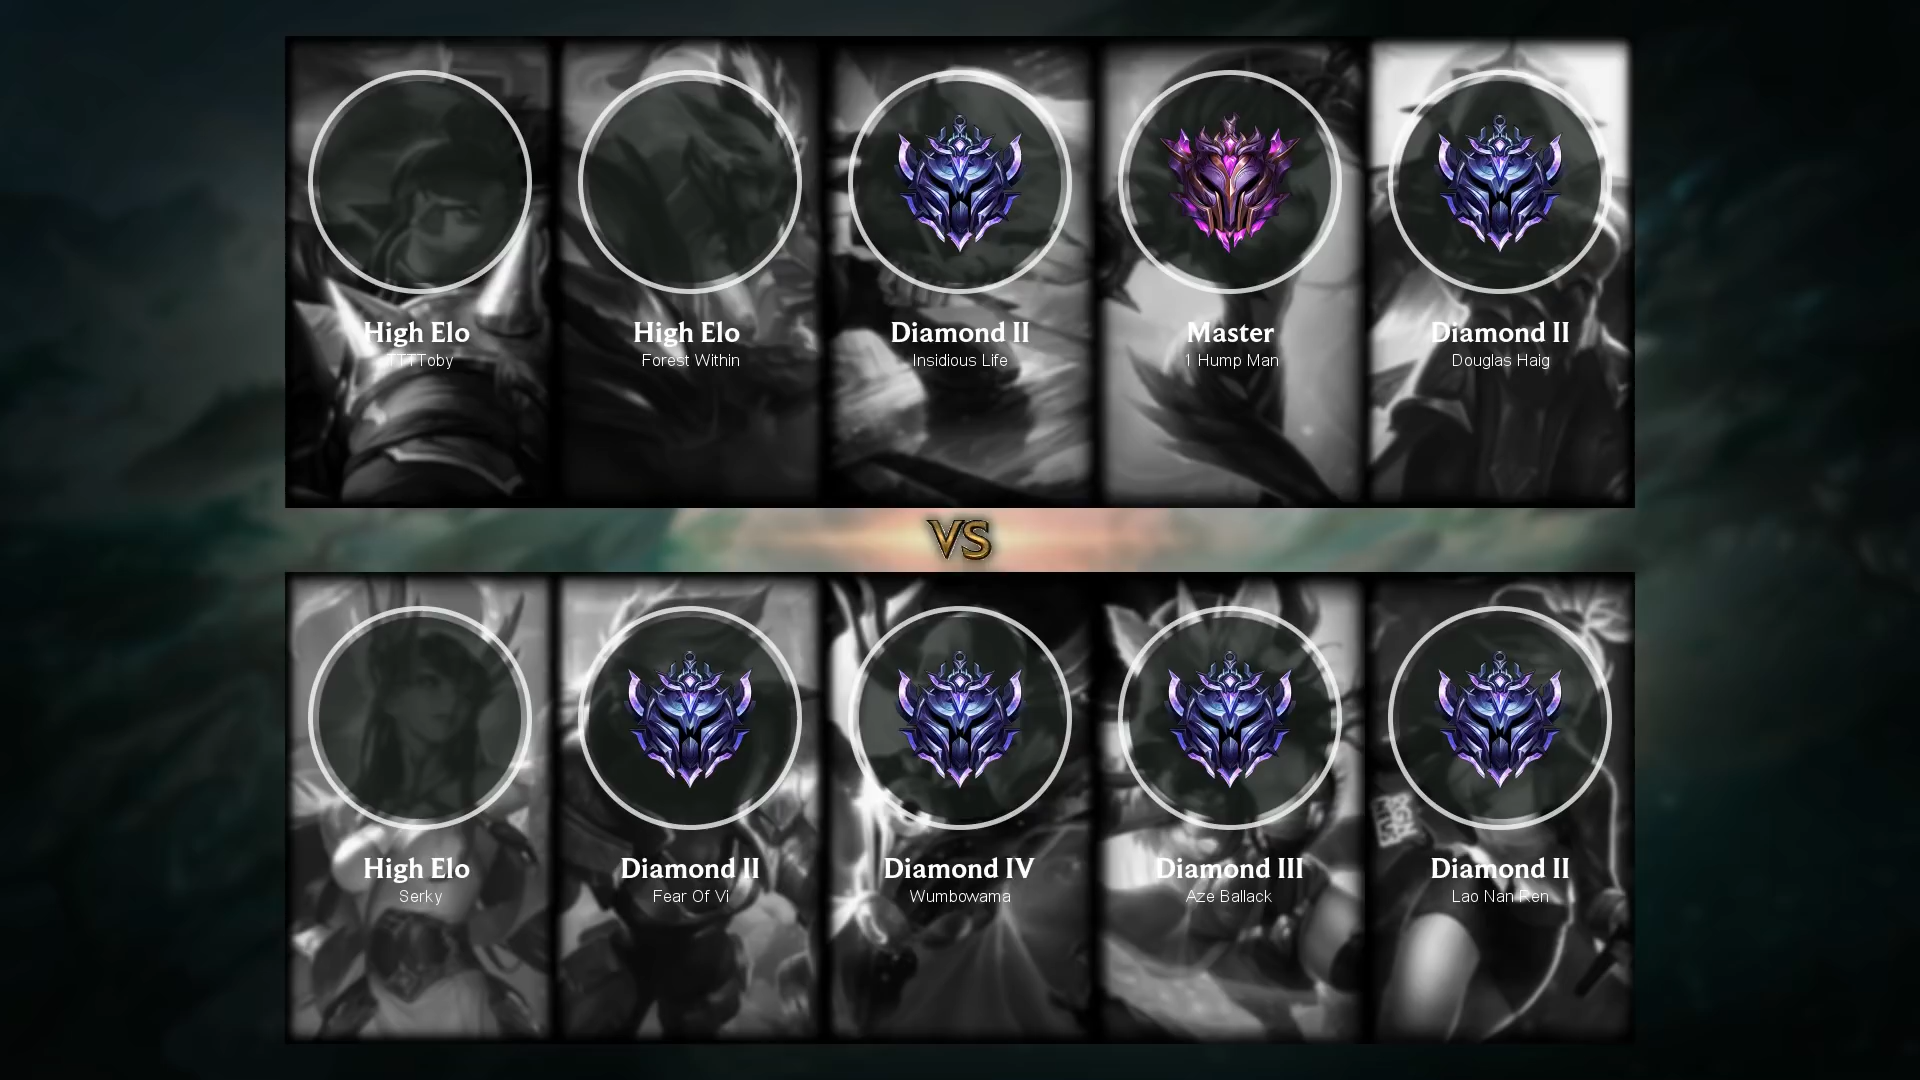 High Elo
TTTToby
High Elo
Forest Within
Diamond II
Insidious Life
Master
1 Hump Man
Diamond II
Douglas Haig
VS
High Elo
Serky
Diamond II
Fear Of Vi
Diamond IV
Wumbowama
Diamond III
Aze Ballack
Diamond II
Lao Nan Ren